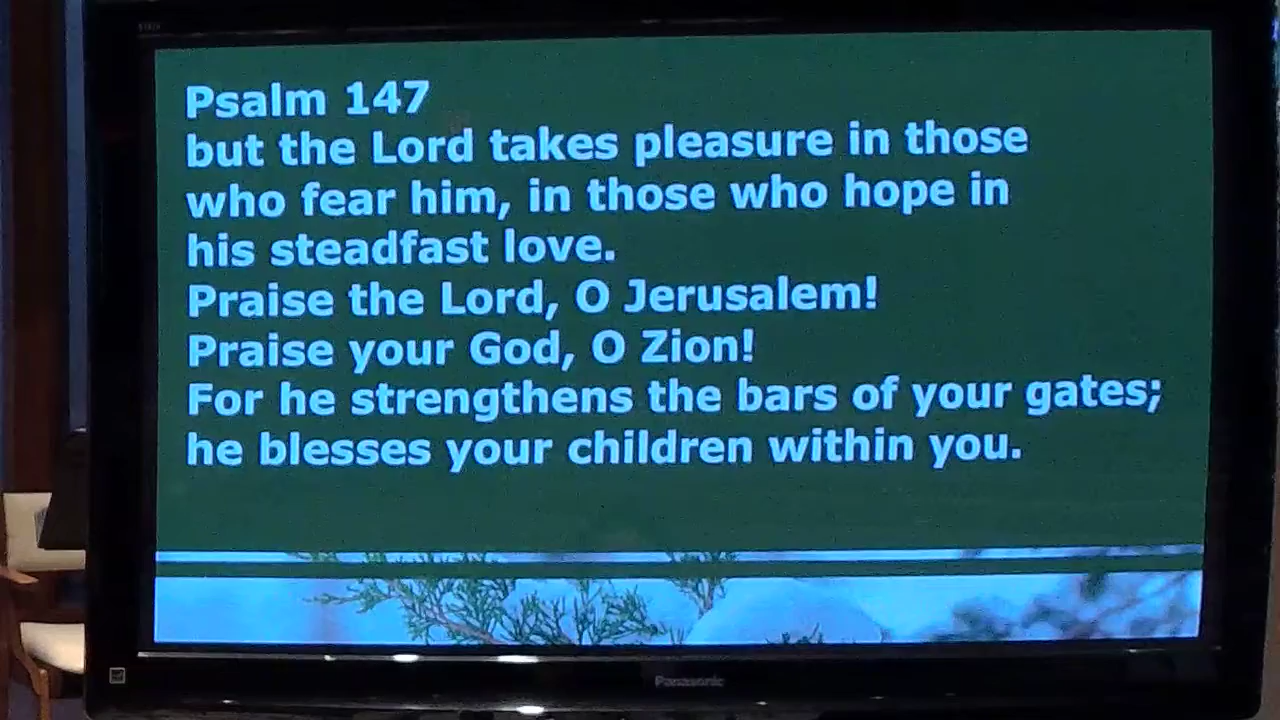 Psalm 147
but the Lord takes pleasure in those
who fear him, in those who hope in
his steadfast love.
Praise the Lord, O Jerusalem!
Praise your God, O Zion!
For he strengthens the bars of your gates;
he blesses your children within you.
Panasonic